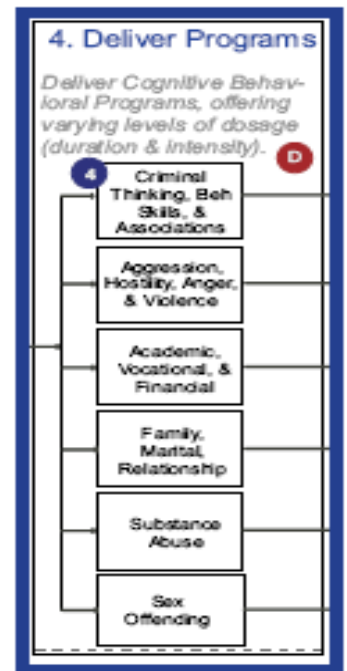 4. Deliver Programs
Deliver Cognitive Behav-
ioral Programs, offering
varying levels of dosage
(duration & intensity).
D
4
Criminal
Thinking, Beh
Skills, &
Associations
Aggression,
Hostility, Anger,
& Violence
Academic,
Vocational, &
Financial
Family,
Marital,
Relationship
Substance
Abuse
Sex
Offending